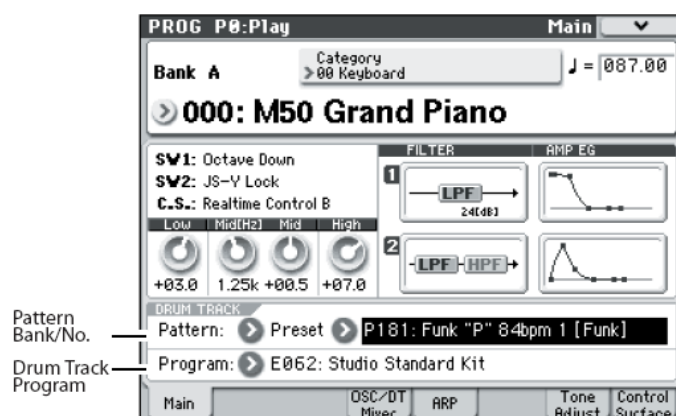 PROG P0:Play Main
Bank A
Category
00 Keyboard
♩ = 087.00
000: M50 Grand Piano
SW1: Octave Down
SW2: JS-Y Lock
C.S.: Realtime Control B
Low Mid[Hz] Mid High
+03.0 1.25k +00.5 +07.0
FILTER AMP EG
1
LPF
24[dB]
2
LPF HPF
DRUM TRACK
Pattern Bank/No.
Pattern: Preset P181: Funk "P" 84bpm 1 [Funk]
Drum Track Program
Program: E062: Studio Standard Kit
Main OSC/DT Mixer ARP Tone Adjust Control Surface